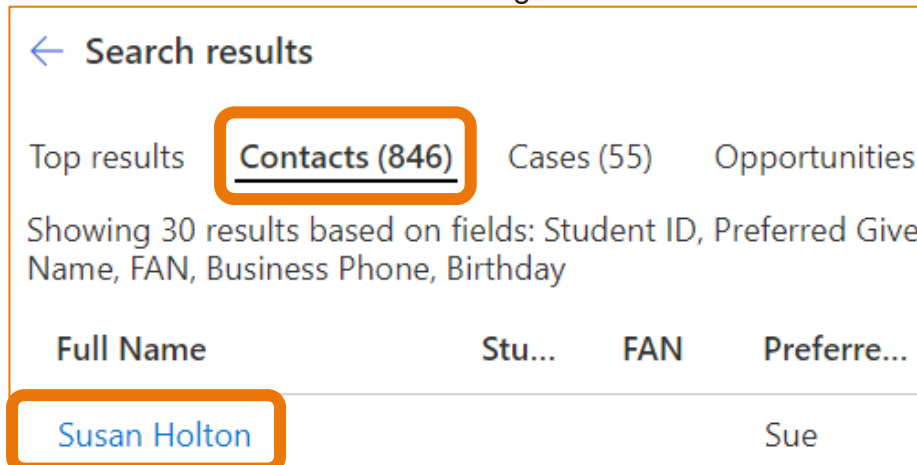 ← Search results
Top results Contacts (846) Cases (55) Opportunities
Showing 30 results based on fields: Student ID, Preferred Give
Name, FAN, Business Phone, Birthday
Full Name Stu... FAN Preferre...
Susan Holton Sue